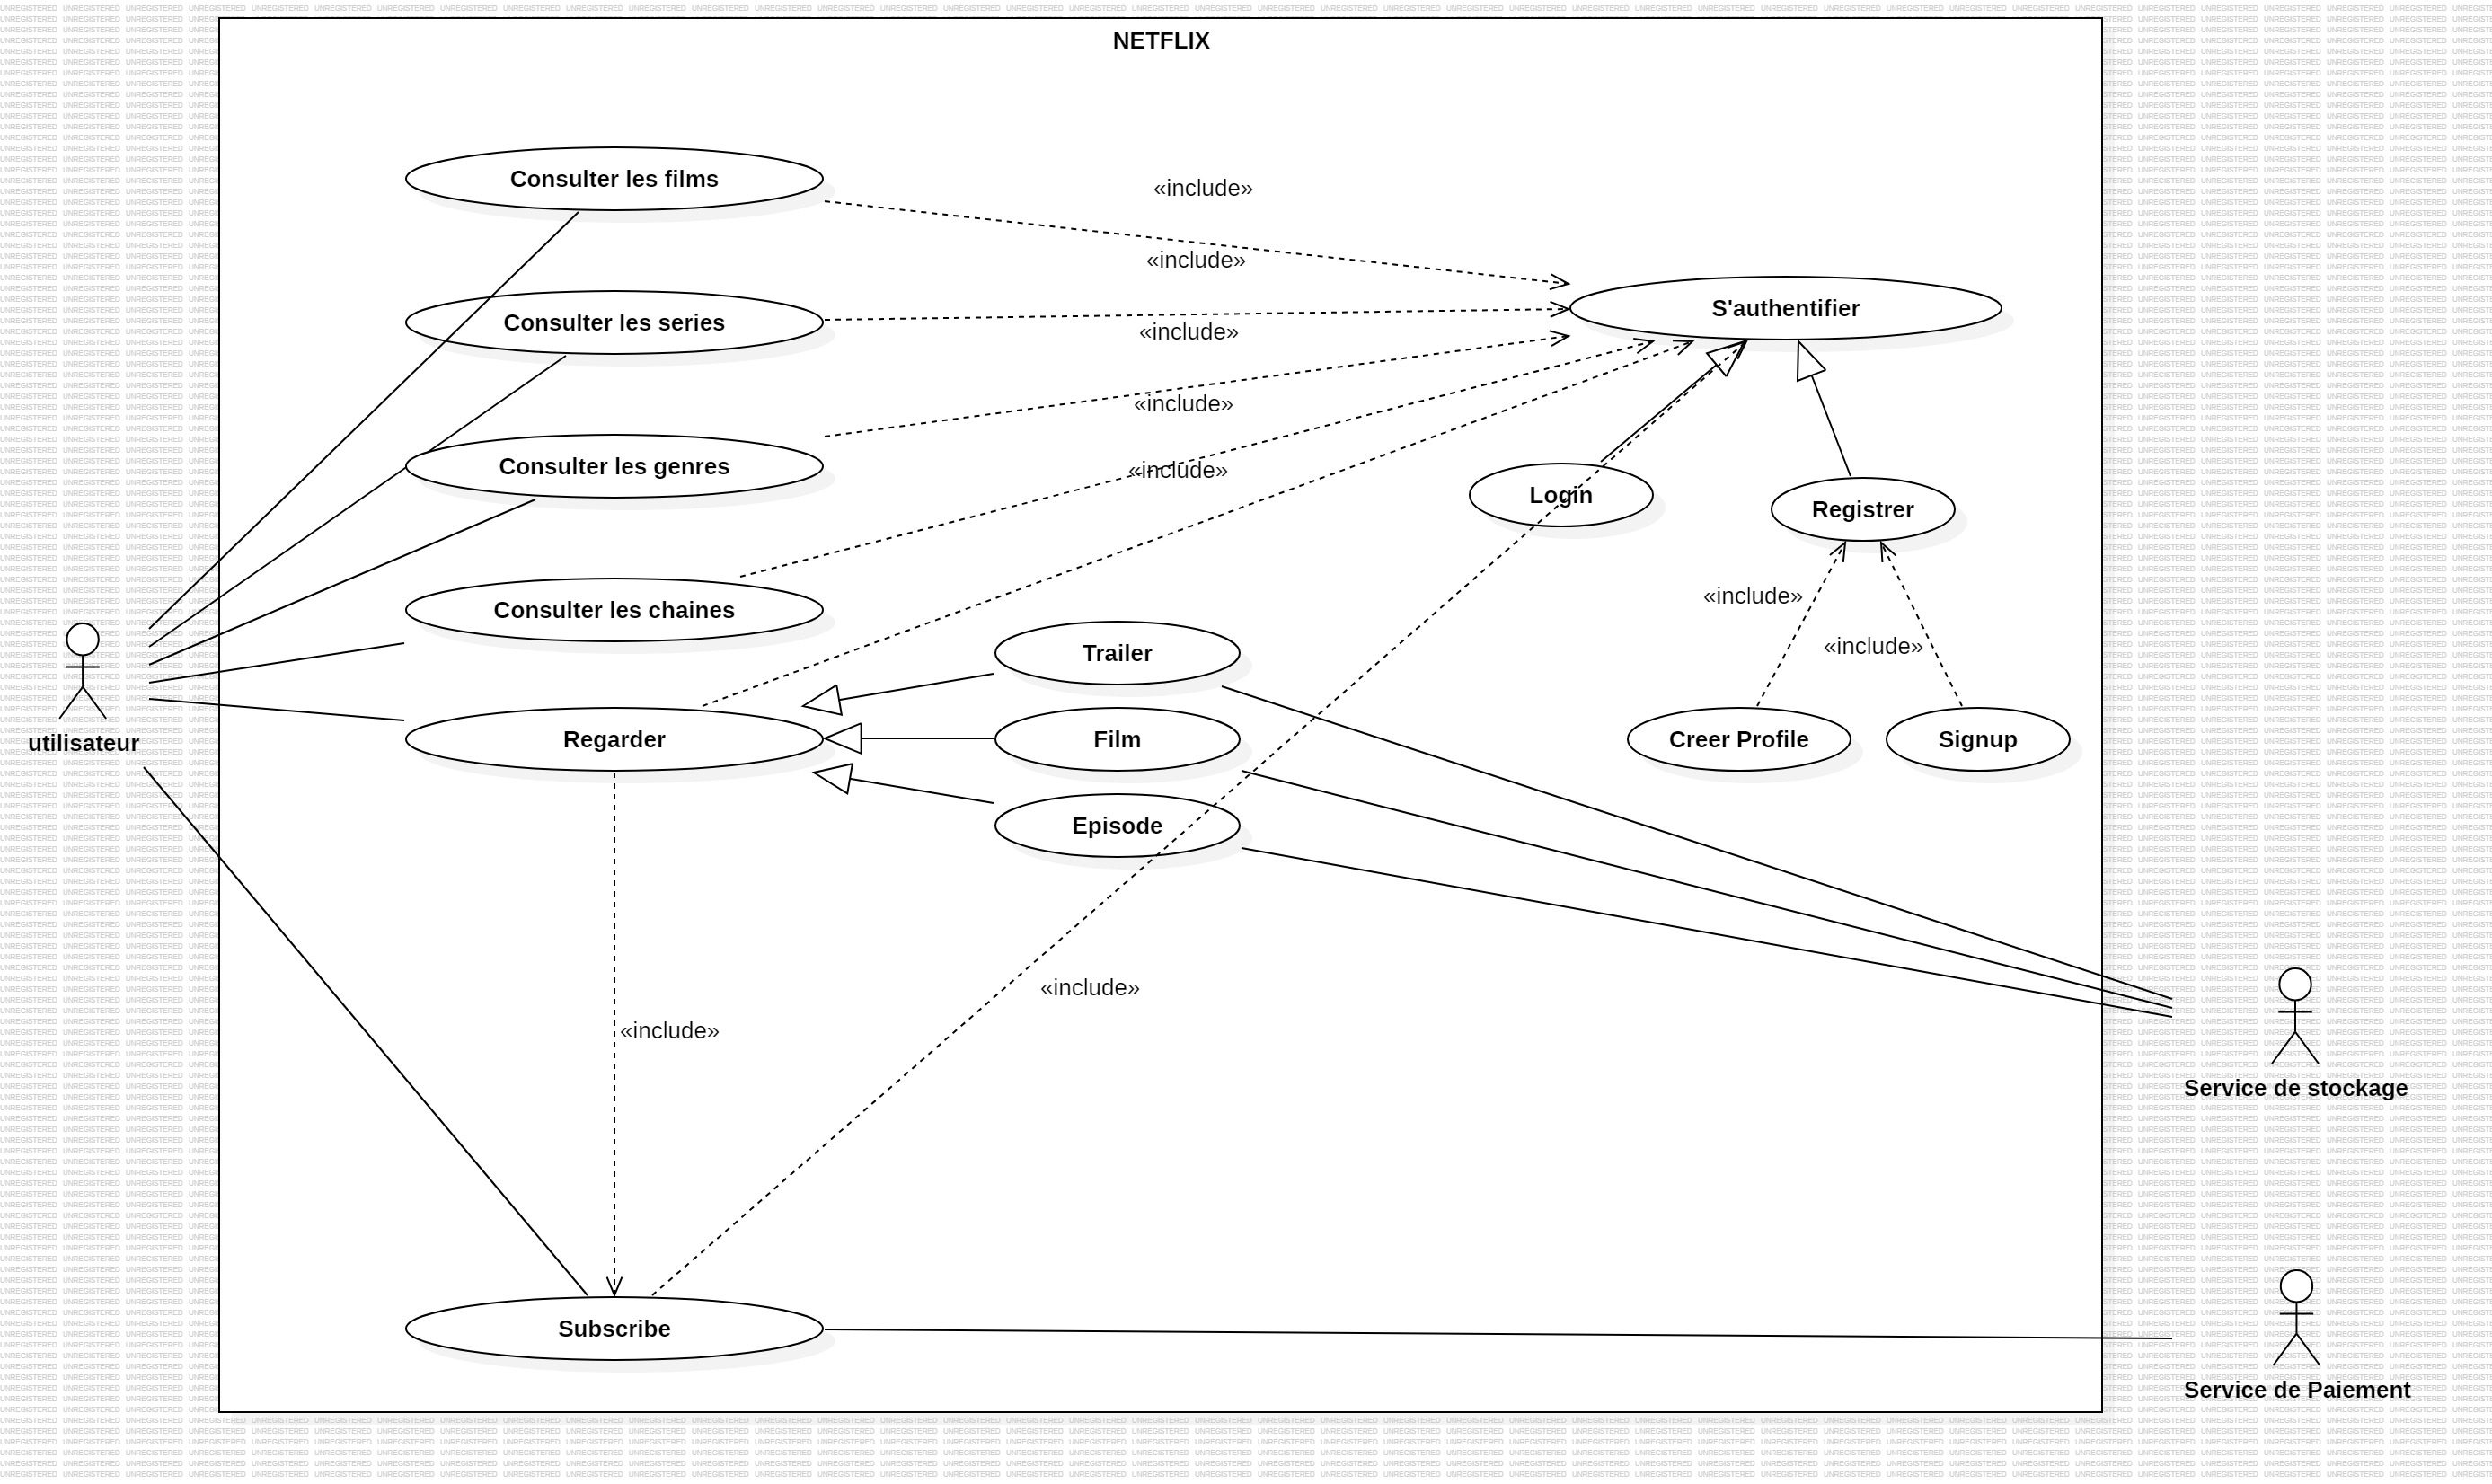 NETFLIX
Consulter les films
«include»
«include»
S'authentifier
Consulter les series
«include»
«include»
Consulter les genres
«include»
Login
Registrer
«include»
Consulter les chaines
«include»
Trailer
utilisateur
Regarder
Film
Creer Profile
Signup
Episode
«include»
«include»
Service de stockage
Subscribe
Service de Paiement
UNREGISTERED